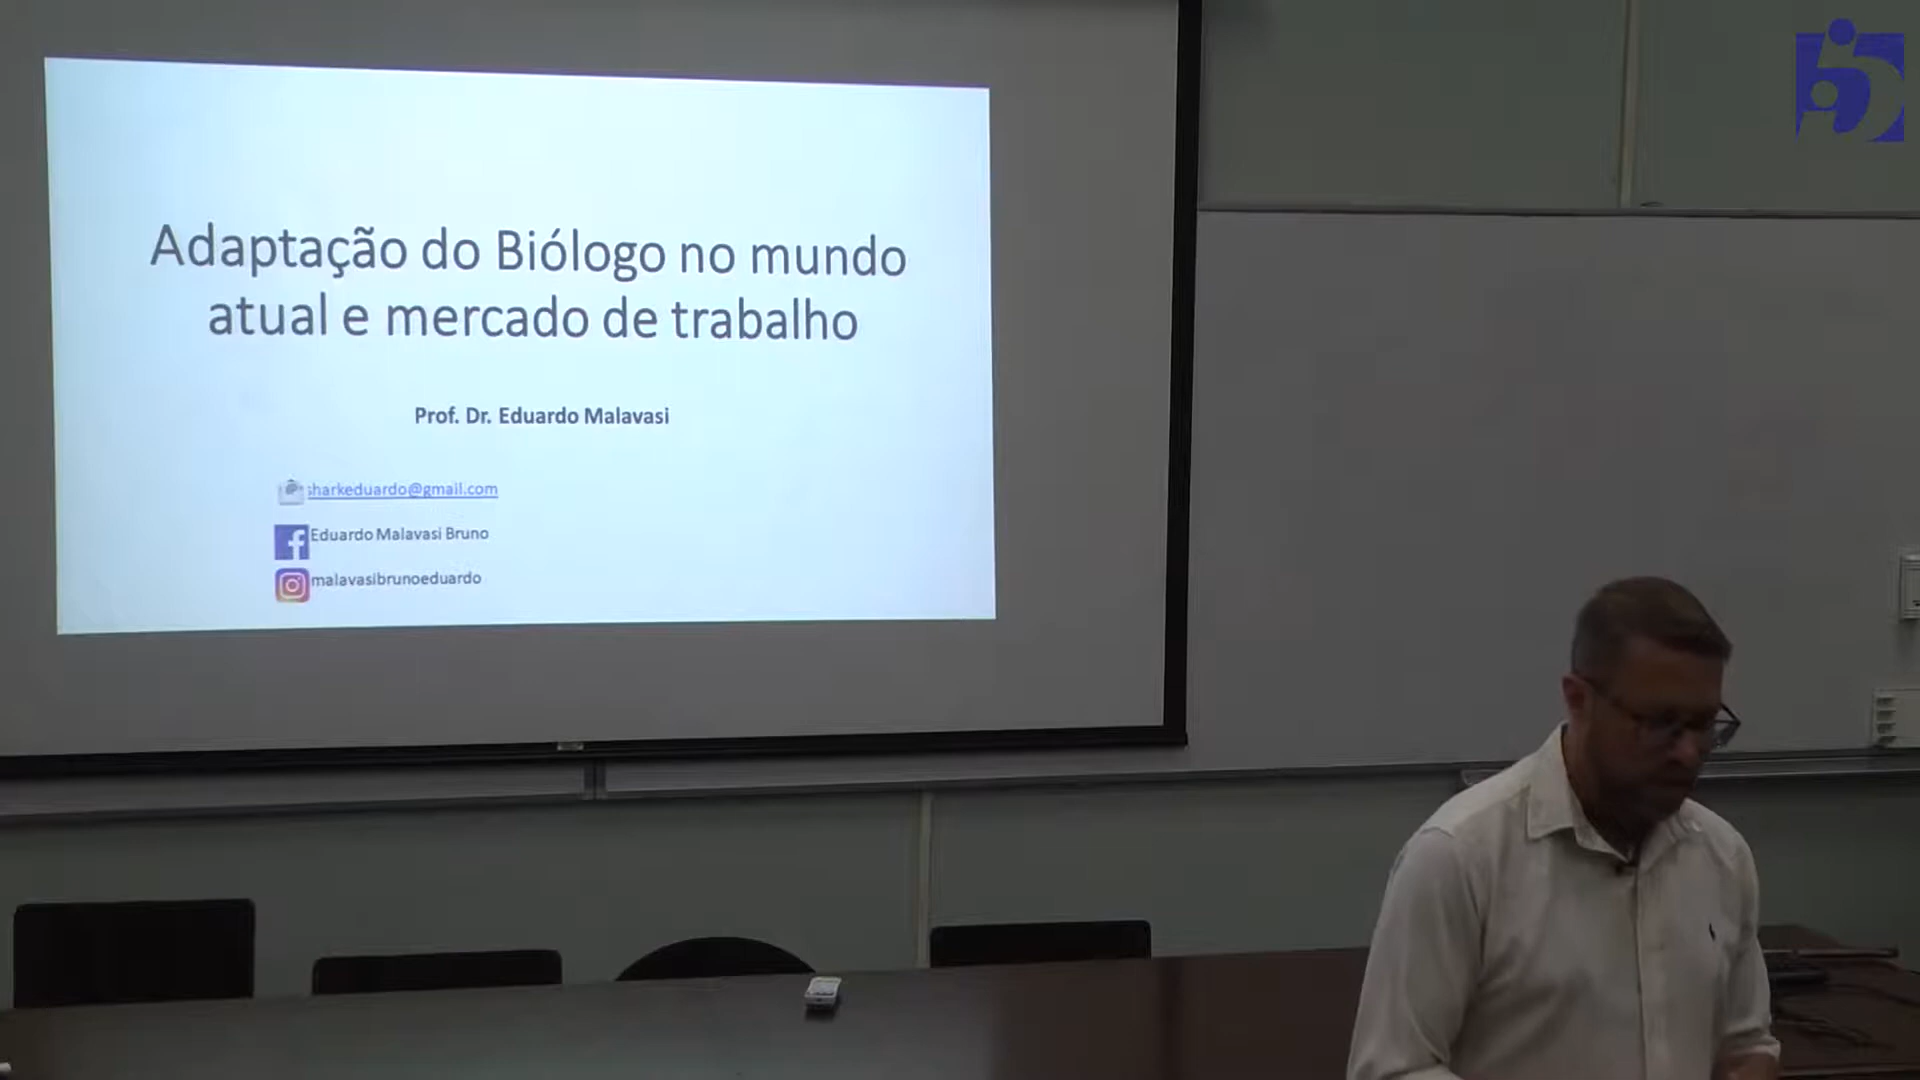 Adaptação do Biólogo no mundo
atual e mercado de trabalho
Prof. Dr. Eduardo Malavasi
sharkeduardo@gmail.com
Eduardo Malavasi Bruno
malavasibrunoeduardo